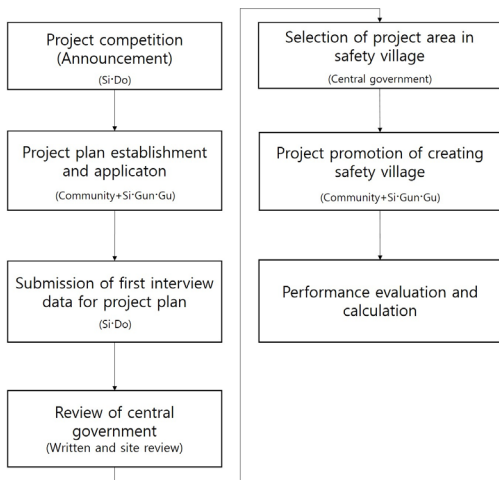 Project competition
(Announcement)
(Si·Do)
Project plan establishment
and applicaton
(Community+Si·Gun·Gu)
Submission of first interview
data for project plan
(Si·Do)
Review of central
government
(Written and site review)
Selection of project area in
safety village
(Central government)
Project promotion of creating
safety village
(Community+Si·Gun·Gu)
Performance evaluation and
calculation